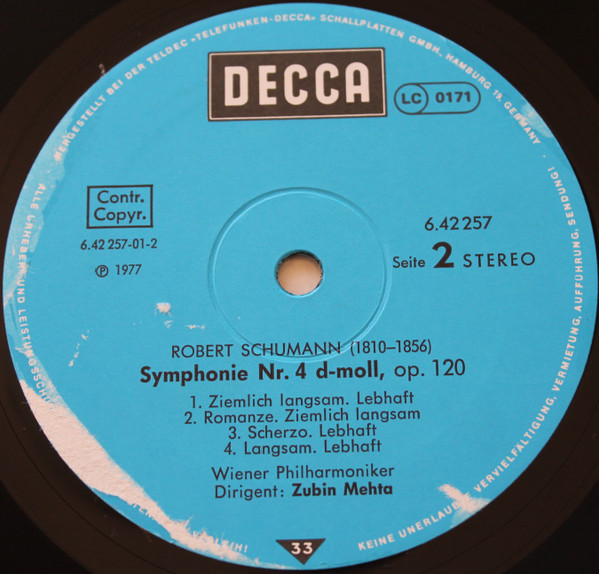 HERGESTELLT BEI DER TELDEC »TELEFUNKEN-DECCA« SCHALLPLATTEN GMBH., HAMBURG 19, GERMANY
DECCA
LC 0171
Contr.
Copyr.
6.42 257-01-2
Ⓟ 1977
6.42 257
Seite 2 STEREO
ROBERT SCHUMANN (1810–1856)
Symphonie Nr. 4 d-moll, op. 120
1. Ziemlich langsam. Lebhaft
2. Romanze. Ziemlich langsam
3. Scherzo. Lebhaft
4. Langsam. Lebhaft
Wiener Philharmoniker
Dirigent: Zubin Mehta
33
ALLE URHEBER- UND LEISTUNGSSCH
KEINE UNERLAUB VERVIELFÄLTIGUNG, VERMIETUNG, AUFFÜHRUNG, SENDUNG!